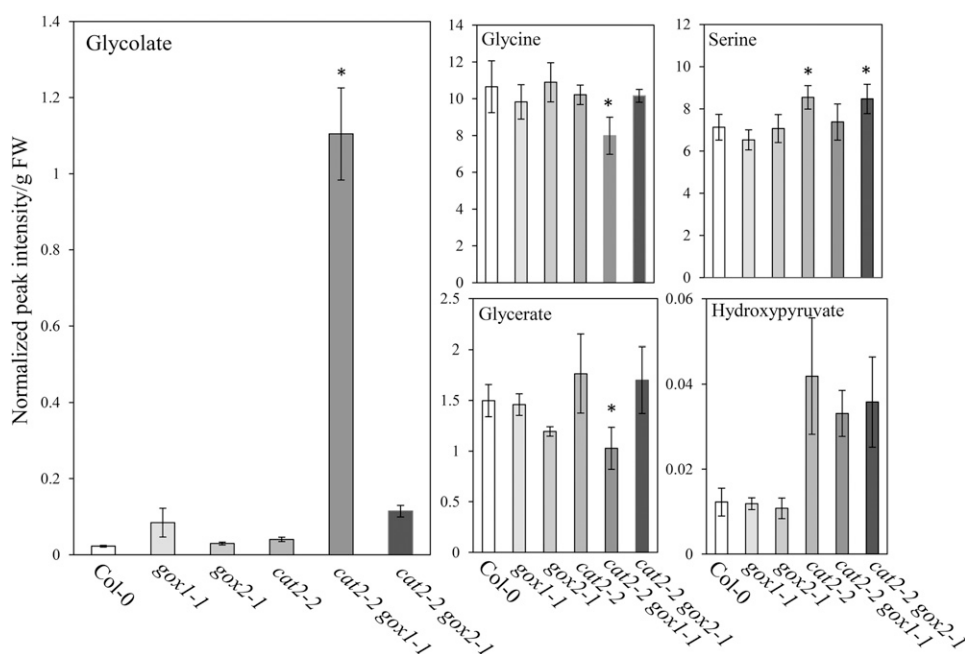 Glycolate
Normalized peak intensity/g FW
1.4
1.2
1
0.8
0.6
0.4
0.2
0
*
Col-0
gox1-1
gox2-1
cat2-2
cat2-2 gox1-1
cat2-2 gox2-1
Glycine
14
12
10
8
6
4
2
0
*
Serine
12
10
8
6
4
2
0
*
*
Glycerate
2.5
2
1.5
1
0.5
0
*
Col-0
gox1-1
gox2-1
cat2-2
cat2-2 gox1-1
cat2-2 gox2-1
Hydroxypyruvate
0.06
0.04
0.012
0.00
Col-0
gox1-1
gox2-1
cat2-2
cat2-2 gox1-1
cat2-2 gox2-1